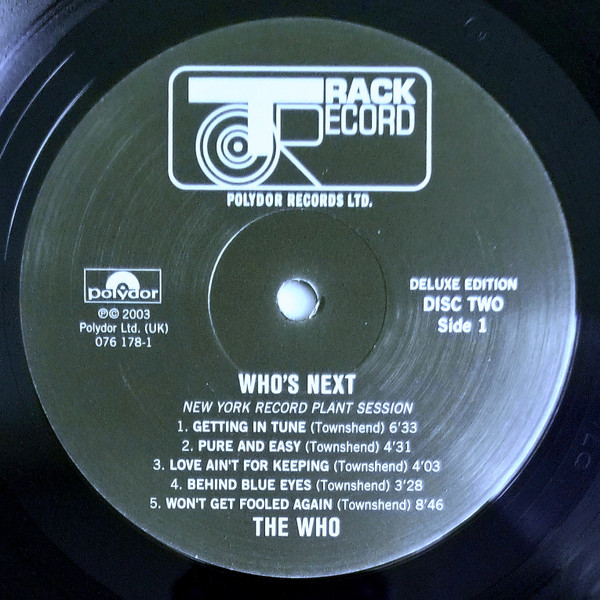 TRACK
RECORD
POLYDOR RECORDS LTD.
polydor
℗© 2003
Polydor Ltd. (UK)
076 178-1
DELUXE EDITION
DISC TWO
Side 1
WHO'S NEXT
NEW YORK RECORD PLANT SESSION
1. GETTING IN TUNE (Townshend) 6'33
2. PURE AND EASY (Townshend) 4'31
3. LOVE AIN'T FOR KEEPING (Townshend) 4'03
4. BEHIND BLUE EYES (Townshend) 3'28
5. WON'T GET FOOLED AGAIN (Townshend) 8'46
THE WHO